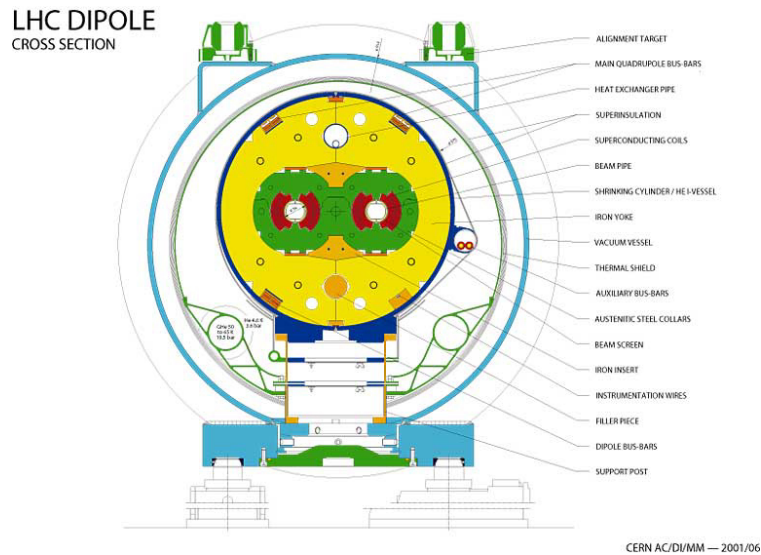 LHC DIPOLE
CROSS SECTION
ALIGNMENT TARGET
MAIN QUADRUPOLE BUS-BARS
HEAT EXCHANGER PIPE
SUPERINSULATION
SUPERCONDUCTING COILS
BEAM PIPE
SHRINKING CYLINDER / HE I-VESSEL
IRON YOKE
VACUUM VESSEL
THERMAL SHIELD
AUXILIARY BUS-BARS
AUSTENITIC STEEL COLLARS
BEAM SCREEN
IRON INSERT
INSTRUMENTATION WIRES
FILLER PIECE
DIPOLE BUS-BARS
SUPPORT POST
CERN AC/DI/MM — 2001/06